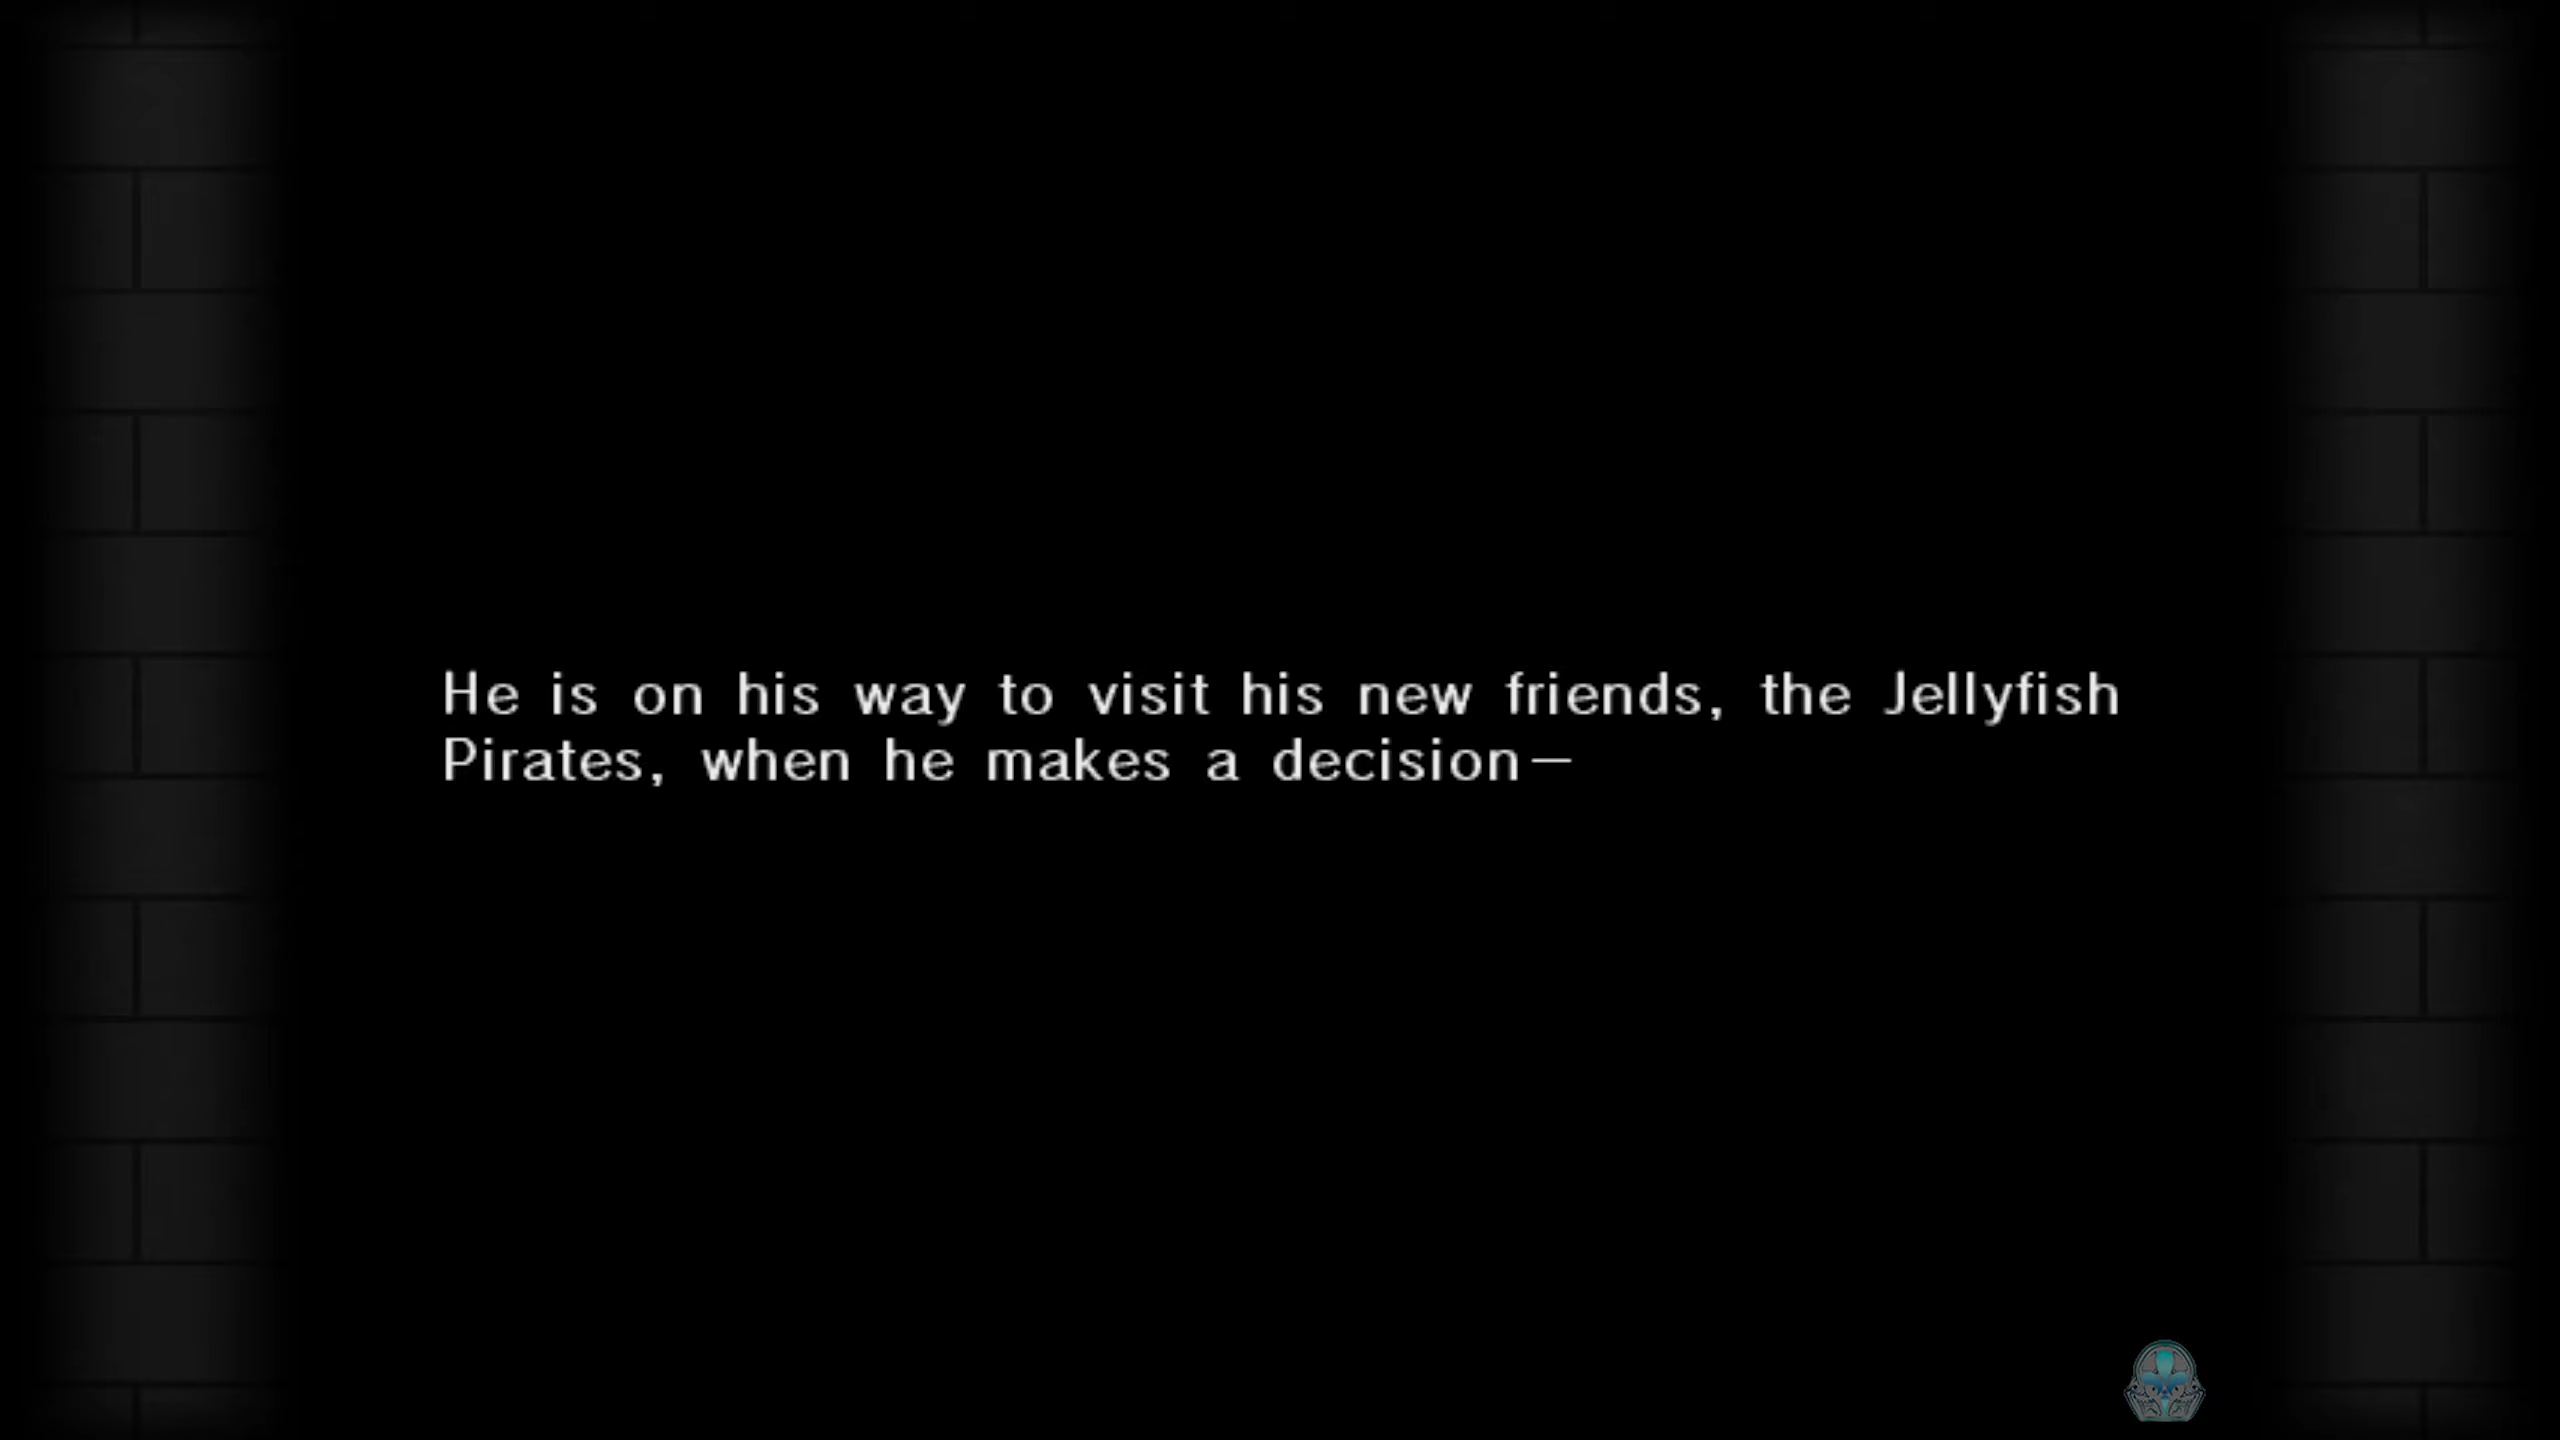 He is on his way to visit his new friends, the Jellyfish
Pirates, when he makes a decision—